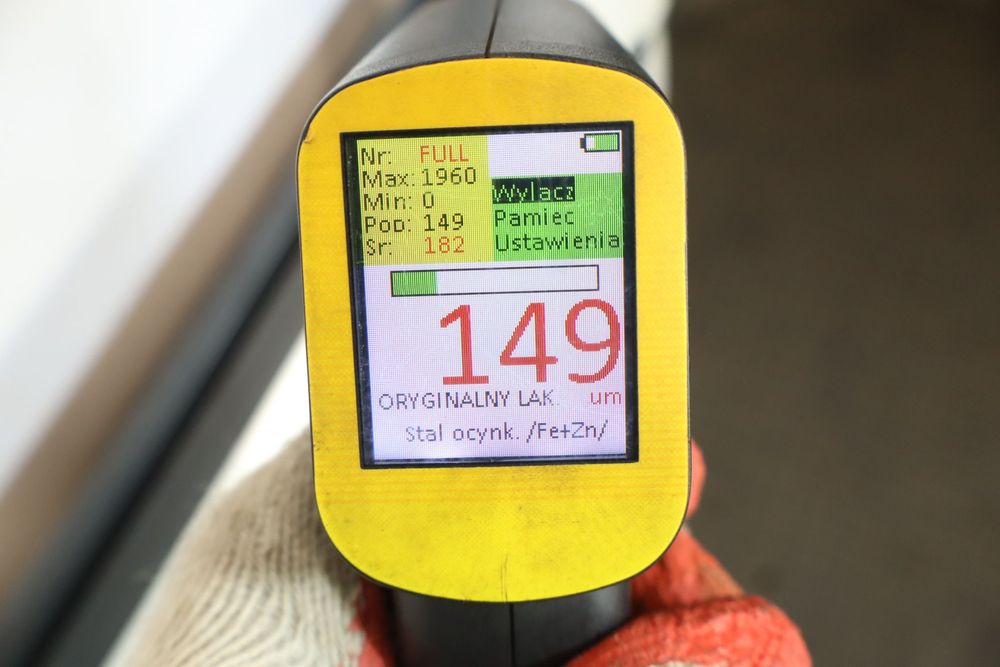 Nr: FULL
Max: 1960
Min: 0
Pop: 149
Sr: 182
Wylacz
Pamiec
Ustawienia
149
ORYGINALNY LAK. um
Stal ocynk. /Fe+Zn/